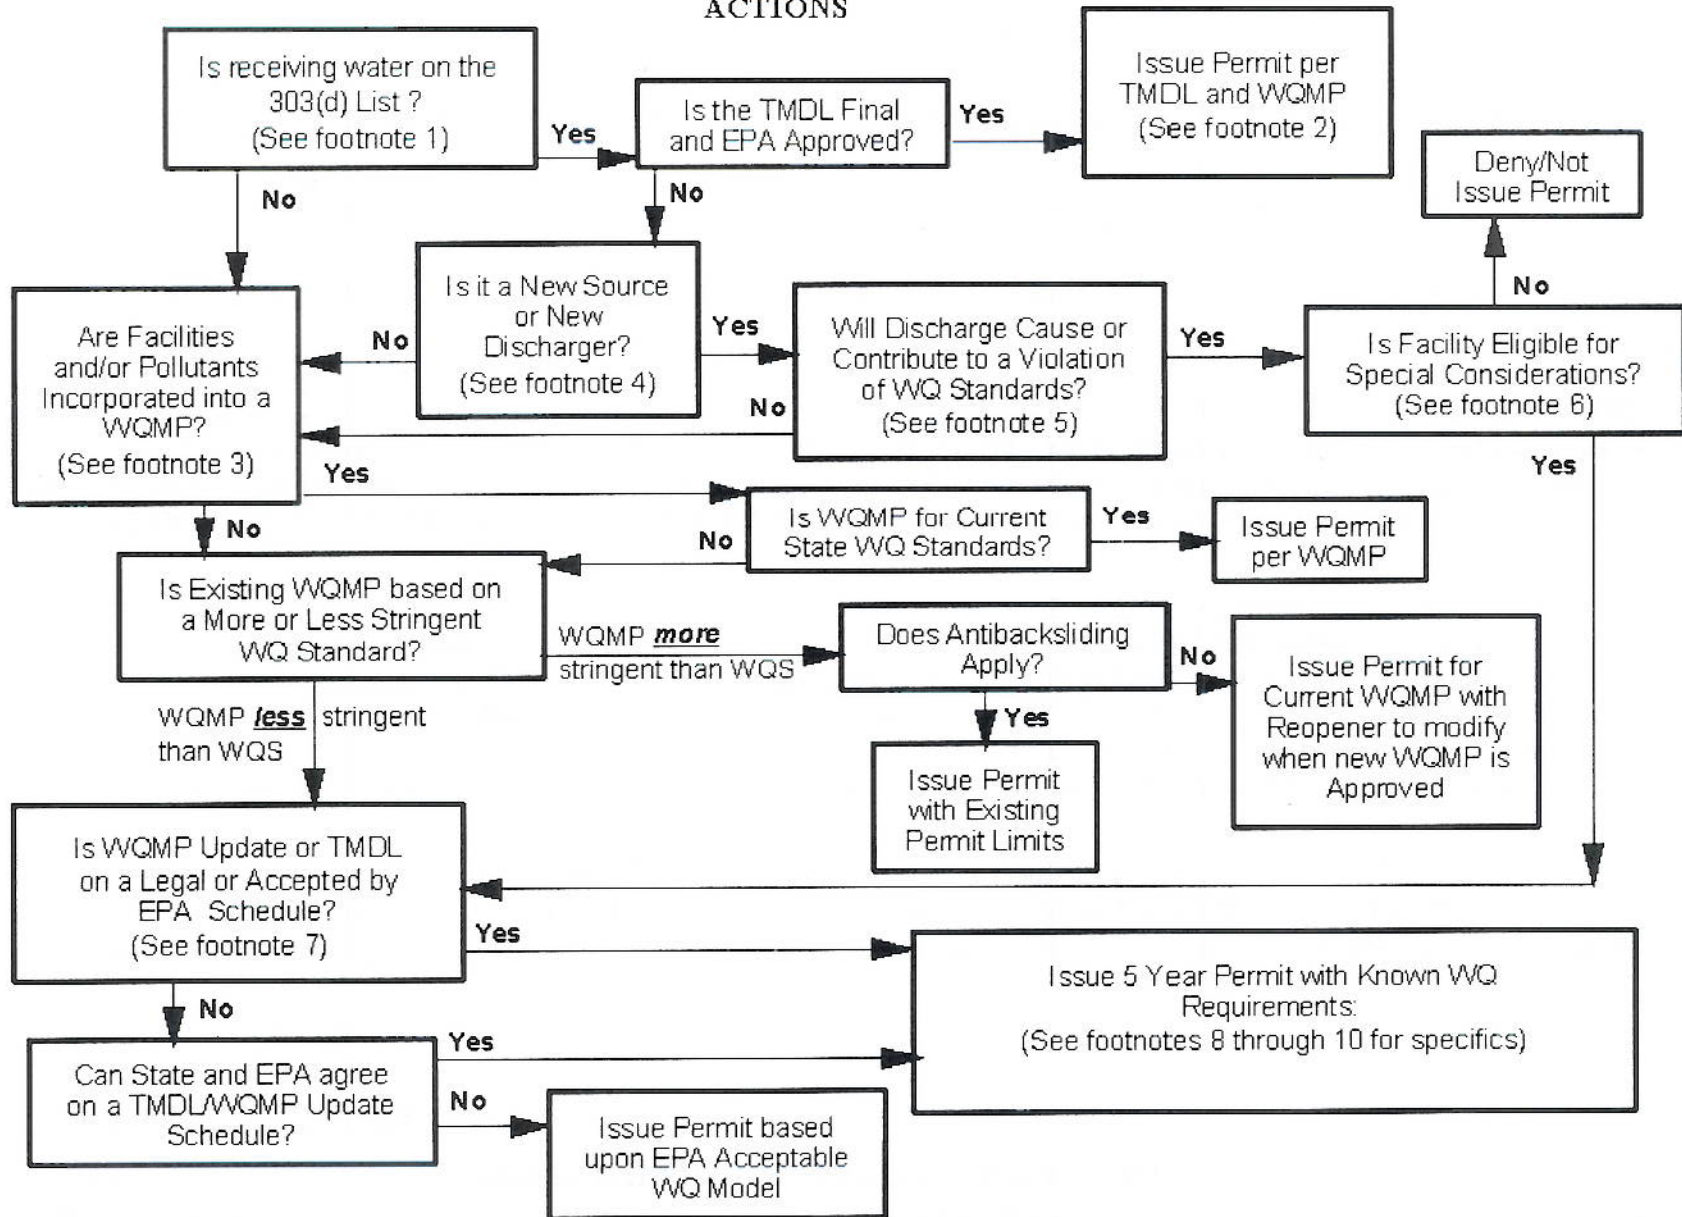 ACTIONS
Is receiving water on the
303(d) List ?
(See footnote 1)
Yes
No
Is the TMDL Final
and EPA Approved?
Yes
No
Issue Permit per
TMDL and WQMP
(See footnote 2)
Deny/Not
Issue Permit
No
Are Facilities
and/or Pollutants
Incorporated into a
WQMP?
(See footnote 3)
Yes
No
Is it a New Source
or New
Discharger?
(See footnote 4)
No
Yes
Will Discharge Cause or
Contribute to a Violation
of WQ Standards?
(See footnote 5)
No
Yes
Is Facility Eligible for
Special Considerations?
(See footnote 6)
Yes
Is WQMP for Current
State WQ Standards?
No
Yes
Issue Permit
per WQMP
Is Existing WQMP based on
a More or Less Stringent
WQ Standard?
WQMP more
stringent than WQS
WQMP less stringent
than WQS
Does Antibacksliding
Apply?
No
Yes
Issue Permit for
Current WQMP with
Reopener to modify
when new WQMP is
Approved
Issue Permit
with Existing
Permit Limits
Is WQMP Update or TMDL
on a Legal or Accepted by
EPA Schedule?
(See footnote 7)
Yes
No
Issue 5 Year Permit with Known WQ
Requirements:
(See footnotes 8 through 10 for specifics)
Can State and EPA agree
on a TMDL/WQMP Update
Schedule?
Yes
No
Issue Permit based
upon EPA Acceptable
WQ Model